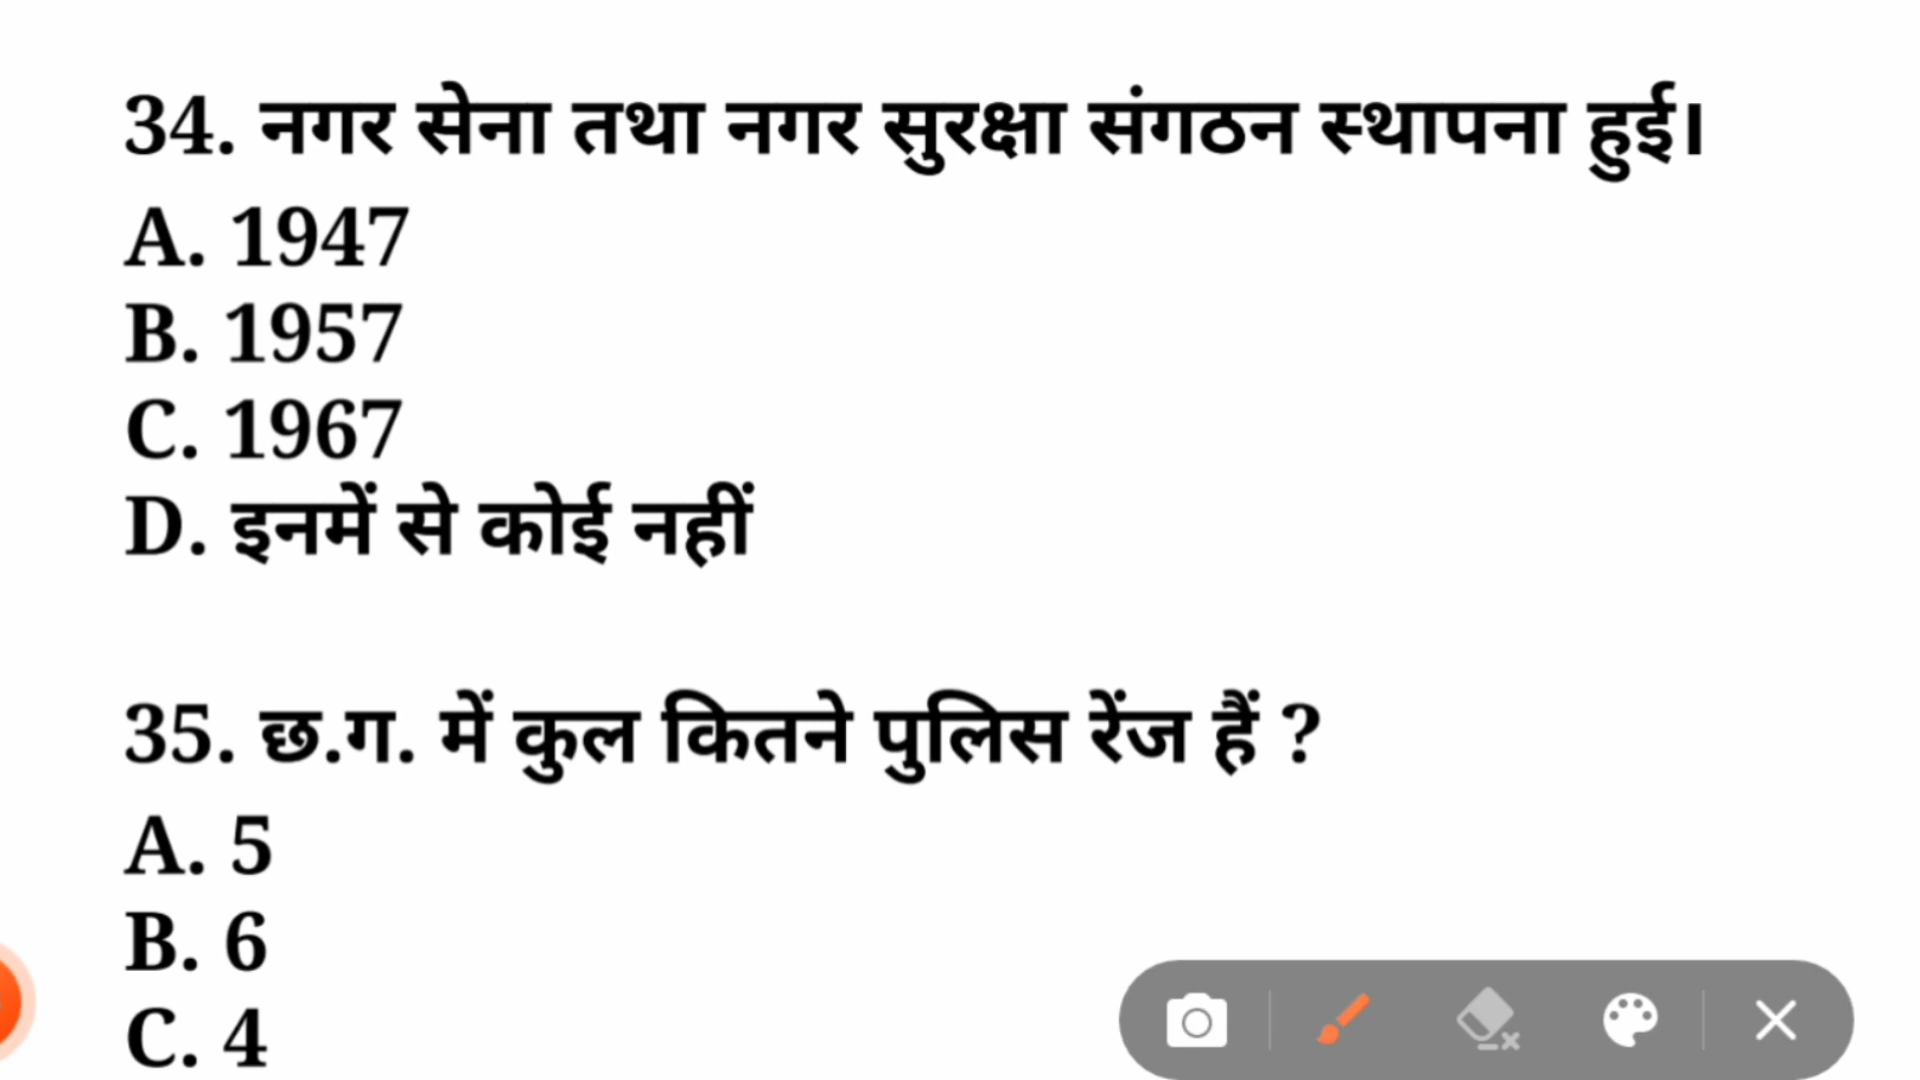 34. नगर सेना तथा नगर सुरक्षा संगठन स्थापना हुई।
A. 1947
B. 1957
C. 1967
D. इनमें से कोई नहीं
35. छ.ग. में कुल कितने पुलिस रेंज हैं ?
A. 5
B. 6
C. 4